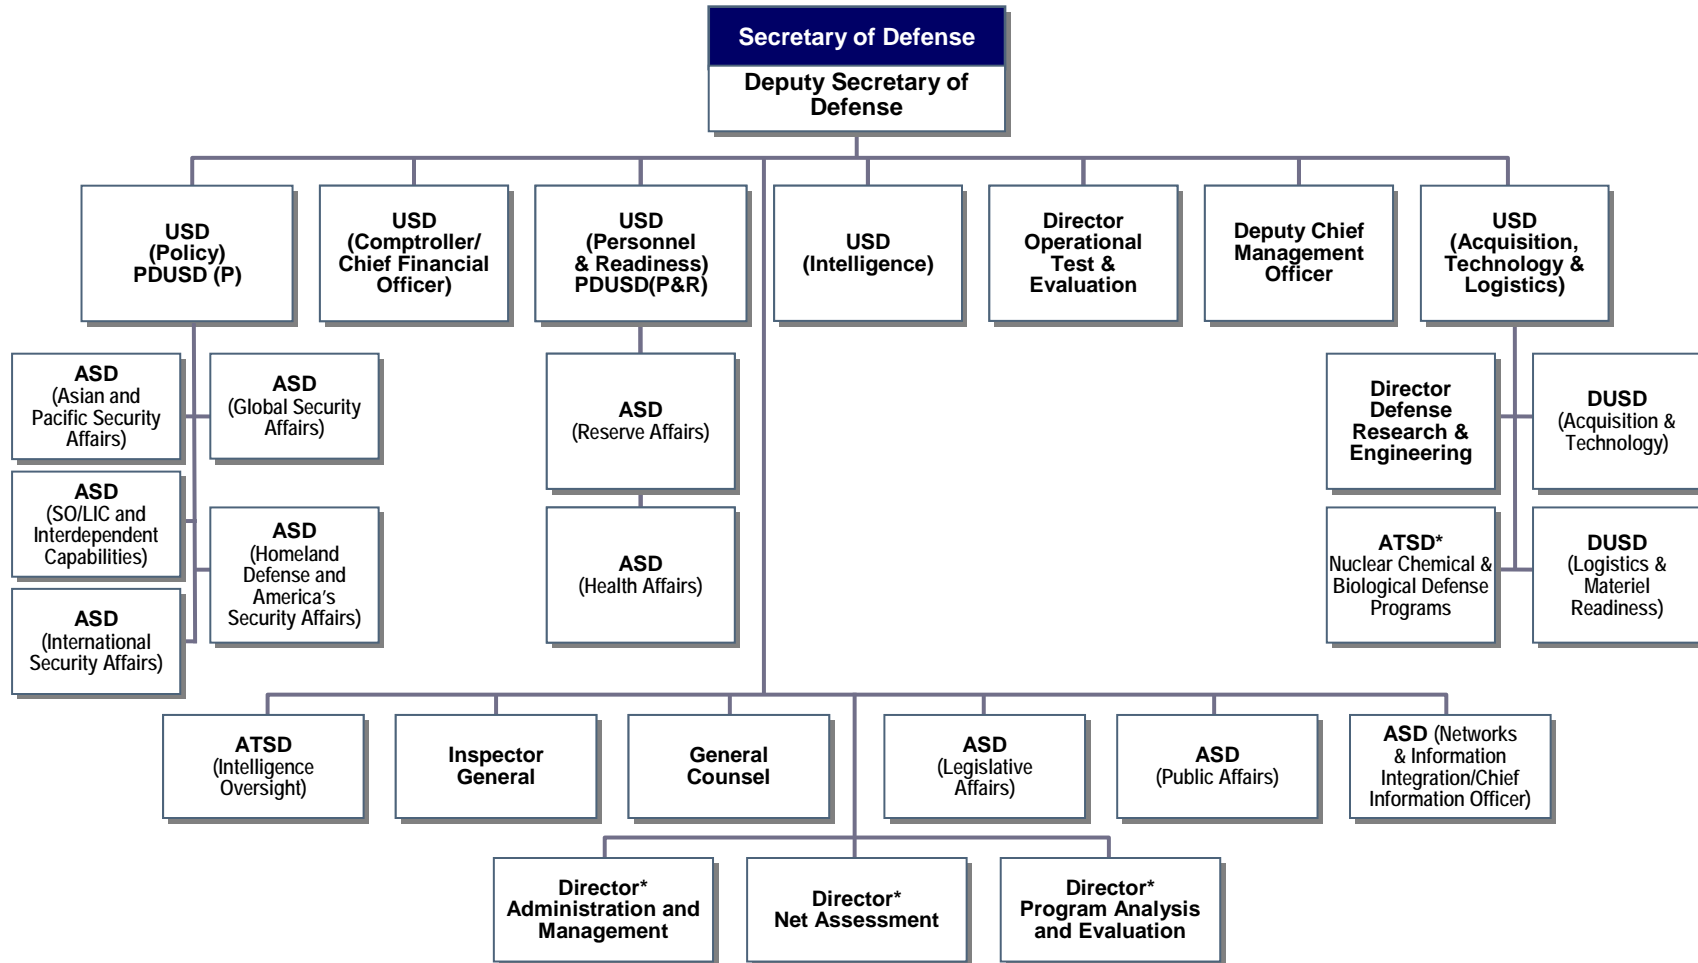 Secretary of Defense
Deputy Secretary of
Defense
USD
(Policy)
PDUSD (P)
USD
(Comptroller/
Chief Financial
Officer)
USD
(Personnel
& Readiness)
PDUSD(P&R)
USD
(Intelligence)
Director
Operational
Test &
Evaluation
Deputy Chief
Management
Officer
USD
(Acquisition,
Technology &
Logistics)
ASD
(Asian and
Pacific Security
Affairs)
ASD
(Global Security
Affairs)
ASD
(SO/LIC and
Interdependent
Capabilities)
ASD
(Homeland
Defense and
America's
Security Affairs)
ASD
(International
Security Affairs)
ASD
(Reserve Affairs)
ASD
(Health Affairs)
Director
Defense
Research &
Engineering
DUSD
(Acquisition &
Technology)
ATSD*
Nuclear Chemical &
Biological Defense
Programs
DUSD
(Logistics &
Materiel
Readiness)
ATSD
(Intelligence
Oversight)
Inspector
General
General
Counsel
ASD
(Legislative
Affairs)
ASD
(Public Affairs)
ASD (Networks
& Information
Integration/Chief
Information Officer)
Director*
Administration and
Management
Director*
Net Assessment
Director*
Program Analysis
and Evaluation